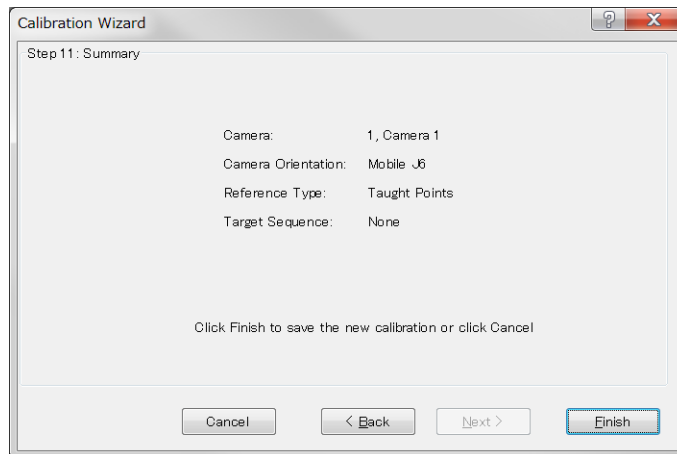 Calibration Wizard
Step 11: Summary
Camera: 1, Camera 1
Camera Orientation: Mobile J6
Reference Type: Taught Points
Target Sequence: None
Click Finish to save the new calibration or click Cancel
Cancel < Back Next > Finish